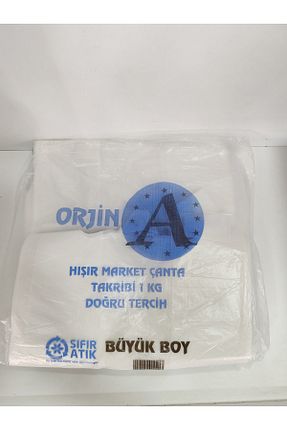 ORJİN A
HIŞIR MARKET ÇANTA
TAKRİBİ 1 KG
DOĞRU TERCİH
SIFIR
ATIK
BÜYÜK BOY